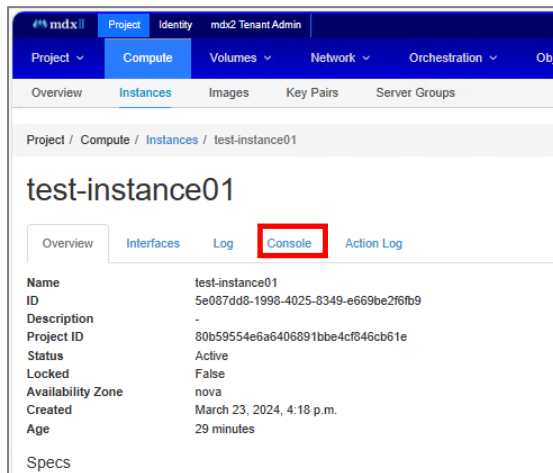 mdx II Project Identity mdx2 Tenant Admin
Project Compute Volumes Network Orchestration Ob
Overview Instances Images Key Pairs Server Groups
Project / Compute / Instances / test-instance01
test-instance01
Overview Interfaces Log Console Action Log
Name test-instance01
ID 5e087dd8-1998-4025-8349-e669be2f6fb9
Description -
Project ID 80b59554e6a6406891bbe4cf846cb61e
Status Active
Locked False
Availability Zone nova
Created March 23, 2024, 4:18 p.m.
Age 29 minutes
Specs